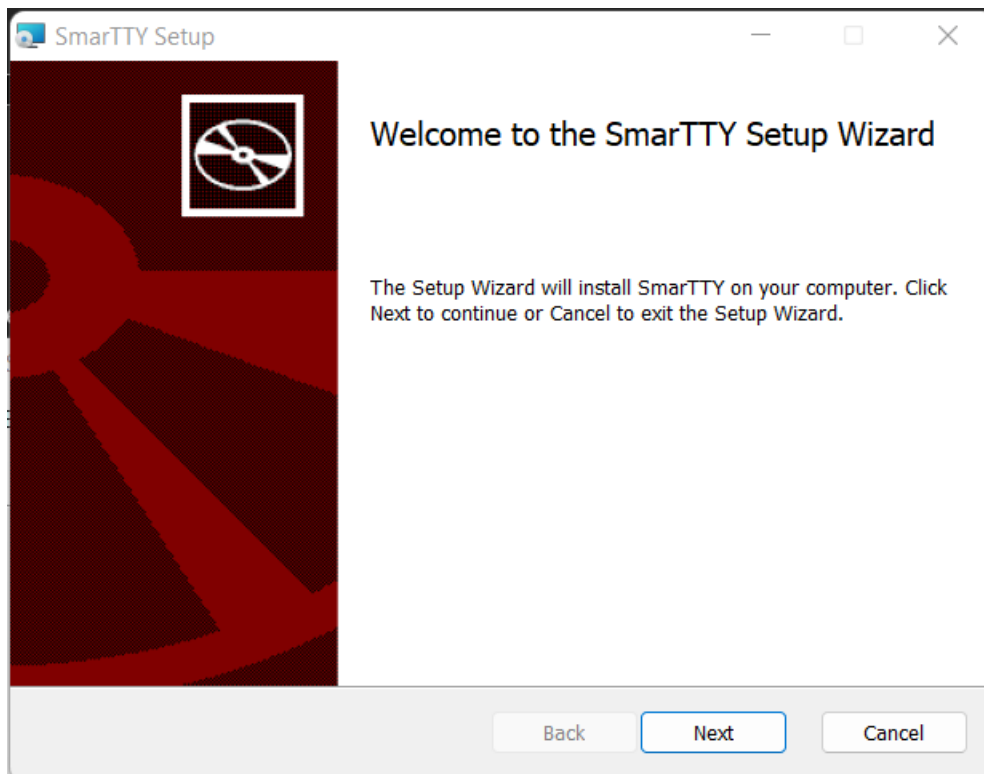 SmarTTY Setup
Welcome to the SmarTTY Setup Wizard
The Setup Wizard will install SmarTTY on your computer. Click
Next to continue or Cancel to exit the Setup Wizard.
Back Next Cancel